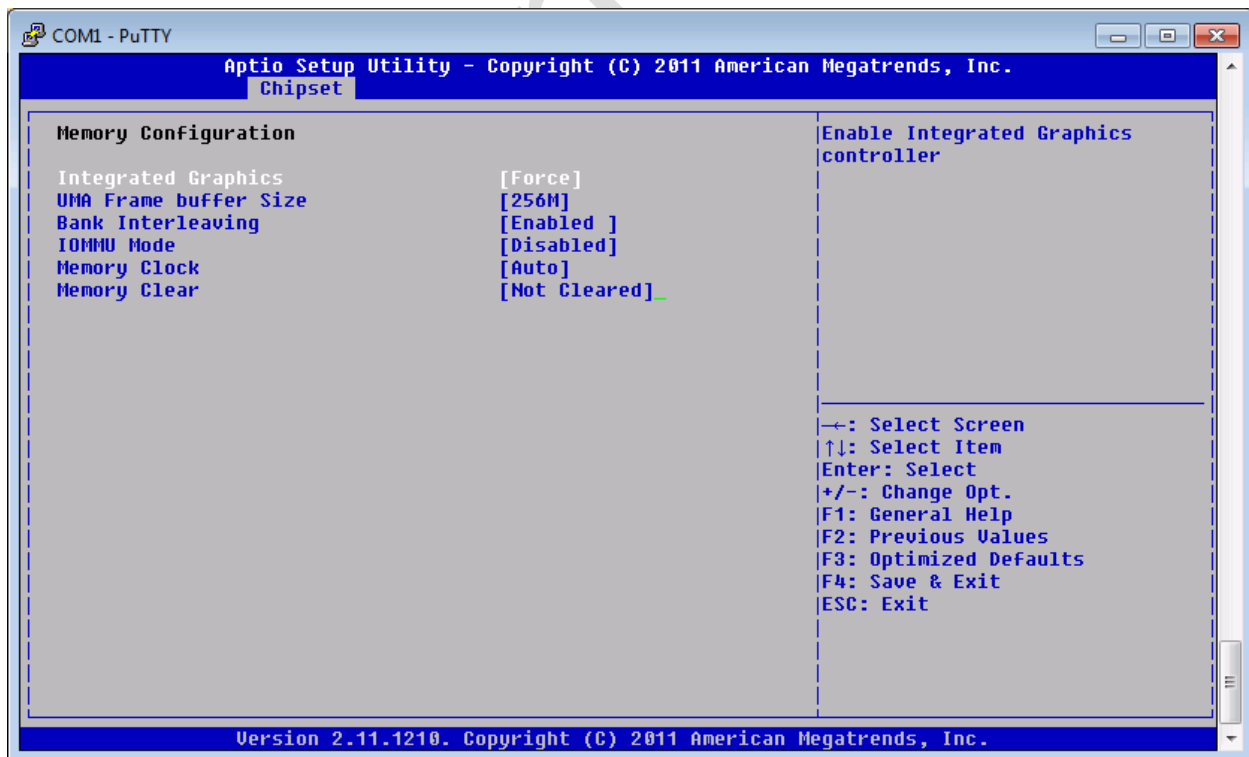 COM1 - PuTTY
Aptio Setup Utility – Copyright (C) 2011 American Megatrends, Inc.
Chipset
Memory Configuration
Integrated Graphics [Force]
UMA Frame buffer Size [256M]
Bank Interleaving [Enabled ]
IOMMU Mode [Disabled]
Memory Clock [Auto]
Memory Clear [Not Cleared]_
Enable Integrated Graphics
controller
→←: Select Screen
↑↓: Select Item
Enter: Select
+/-: Change Opt.
F1: General Help
F2: Previous Values
F3: Optimized Defaults
F4: Save & Exit
ESC: Exit
Version 2.11.1210. Copyright (C) 2011 American Megatrends, Inc.